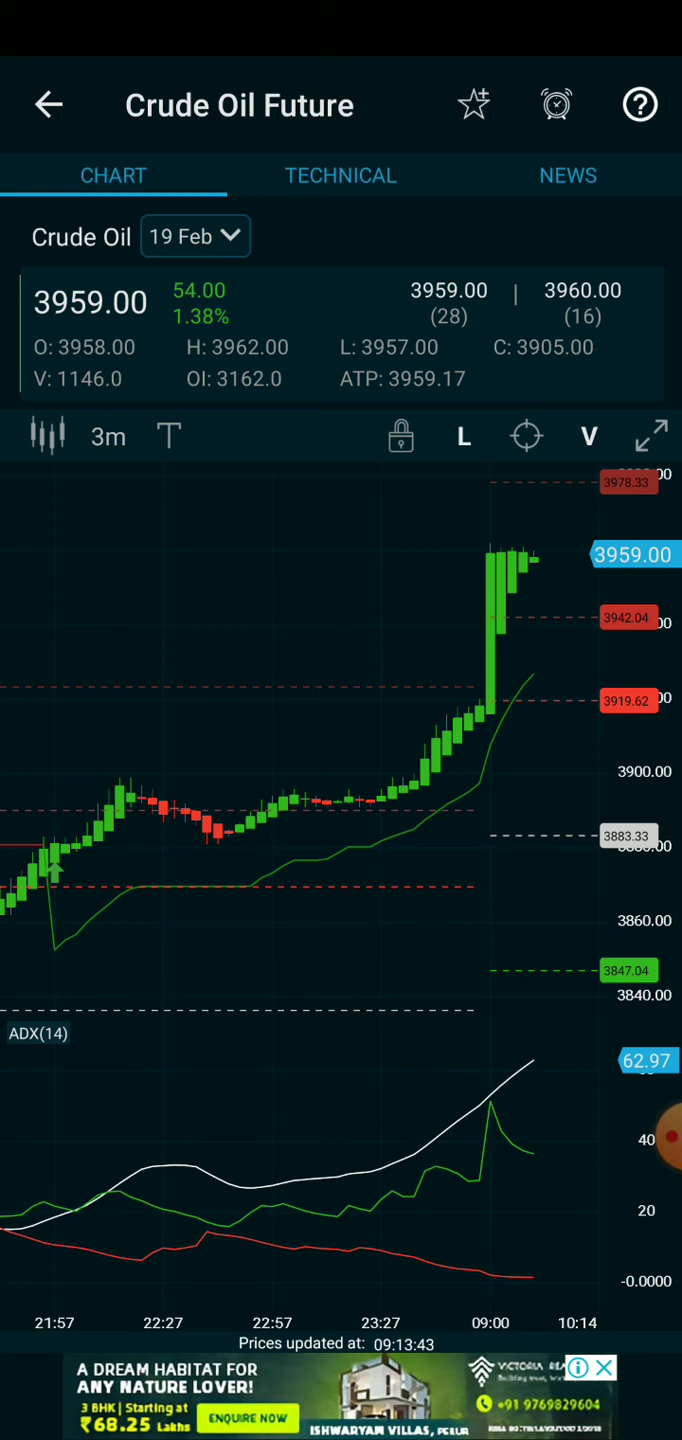 Crude Oil Future
CHART TECHNICAL NEWS
Crude Oil 19 Feb
3959.00 54.00 1.38% 3959.00 (28) | 3960.00 (16)
O: 3958.00 H: 3962.00 L: 3957.00 C: 3905.00
V: 1146.0 OI: 3162.0 ATP: 3959.17
3m T L V
3978.33
3959.00
3942.04
3919.62
3900.00
3883.33
3860.00
3847.04
3840.00
ADX(14)
62.97
40
20
-0.0000
21:57 22:27 22:57 23:27 09:00 10:14
Prices updated at: 09:13:43
A DREAM HABITAT FOR
ANY NATURE LOVER!
3 BHK | Starting at
₹68.25 Lakhs
ENQUIRE NOW
ISHWARYAM VILLAS, PERUR
VICTORIA
+91 9769829604